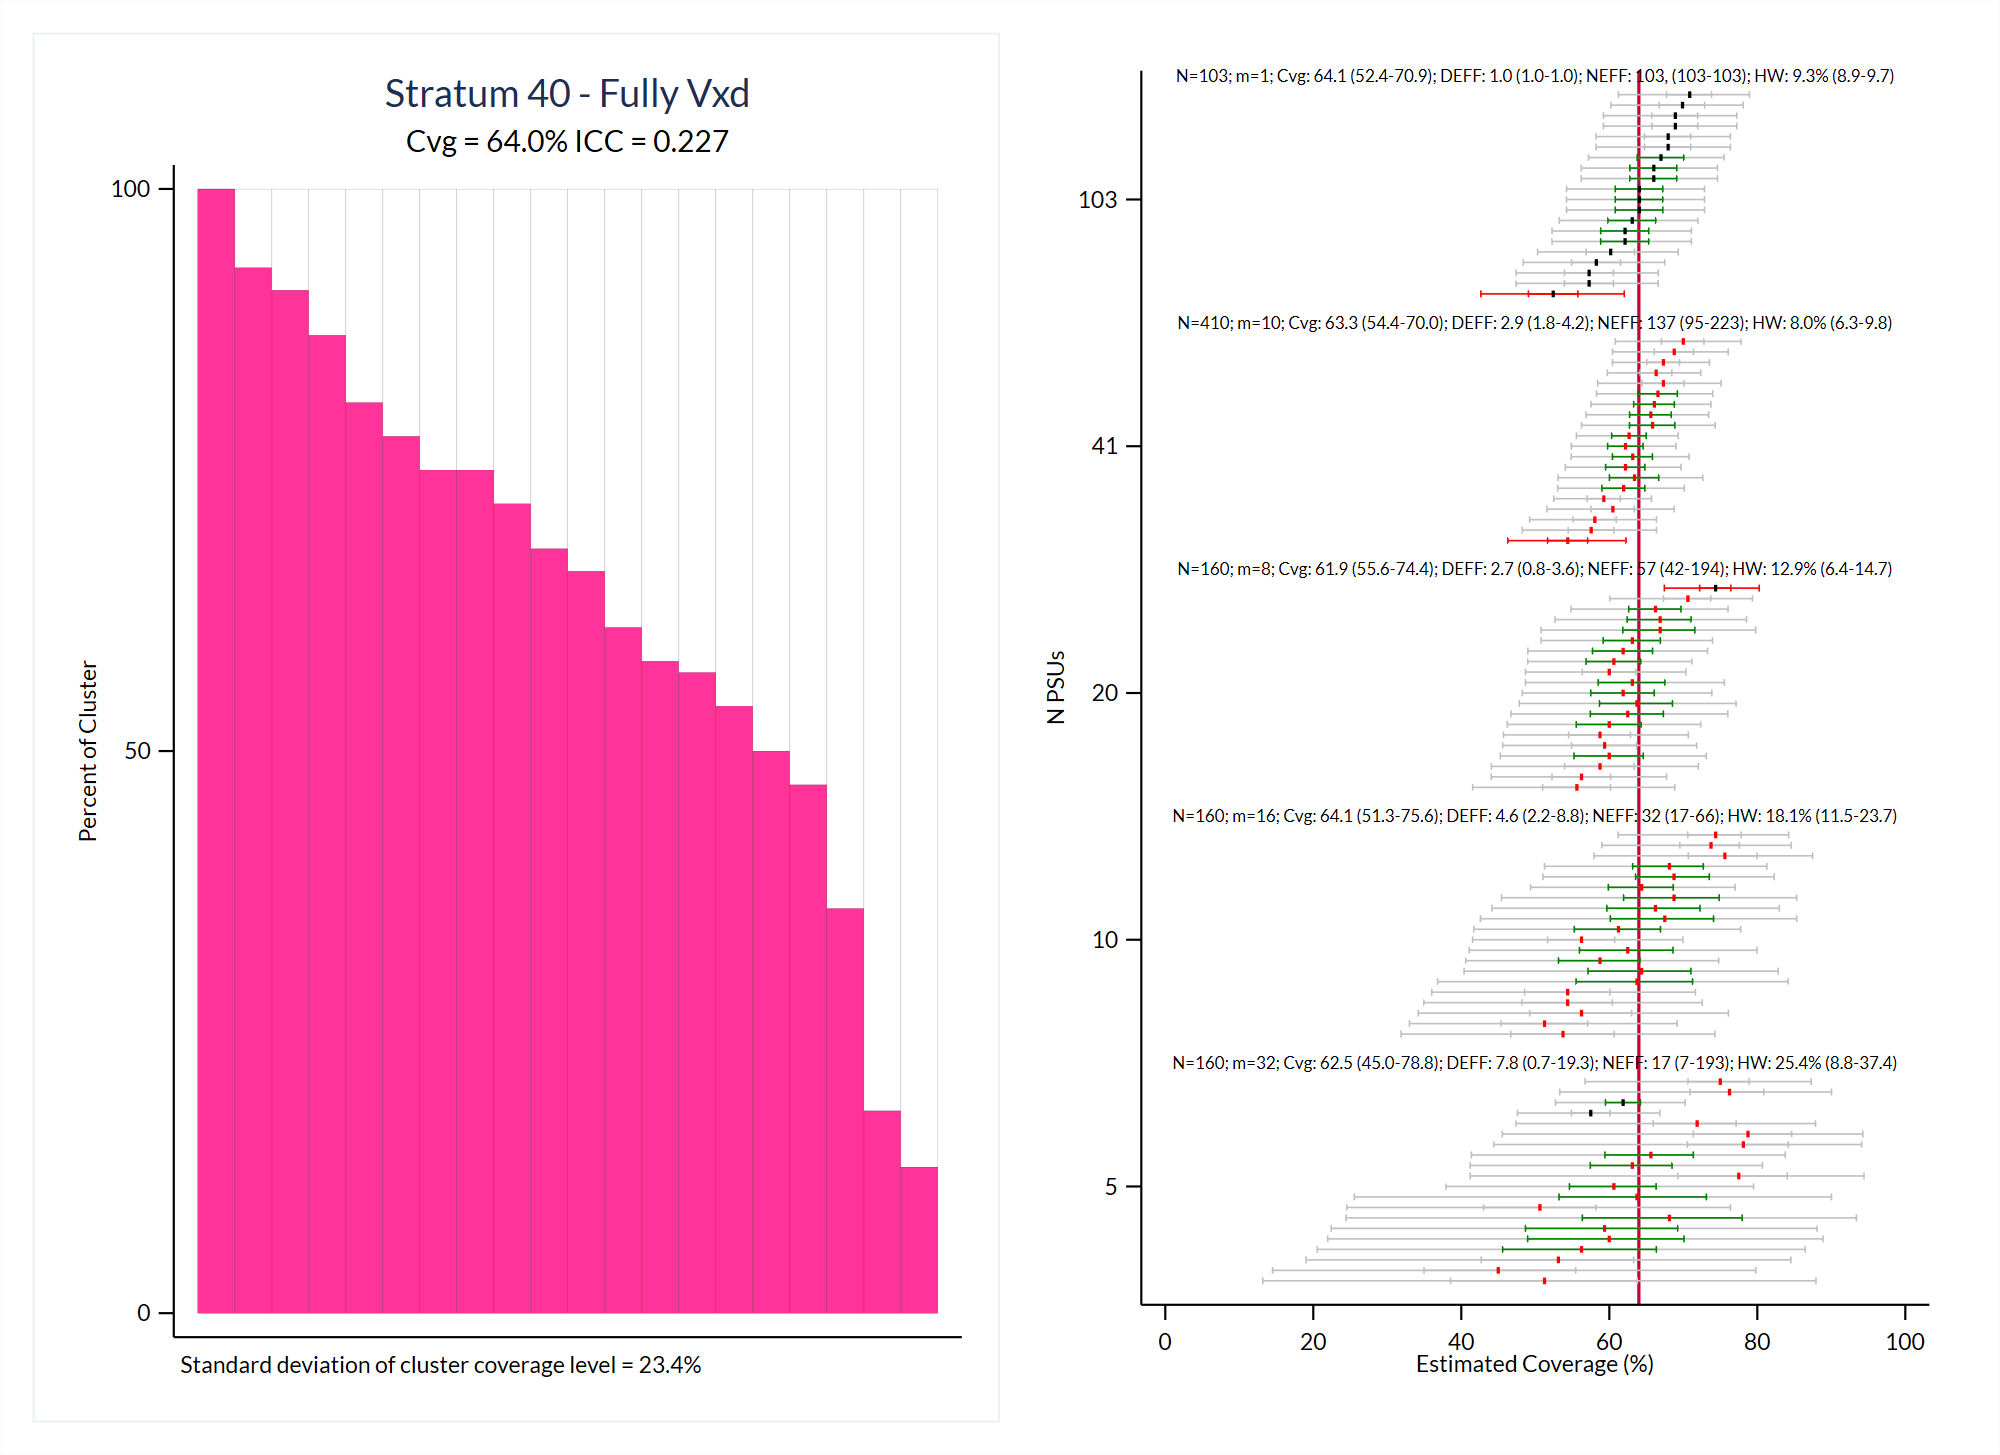 Stratum 40 - Fully Vxd
Cvg = 64.0% ICC = 0.227
100
50
0
Percent of Cluster
Standard deviation of cluster coverage level = 23.4%
N=103; m=1; Cvg: 64.1 (52.4-70.9); DEFF: 1.0 (1.0-1.0); NEFF: 103, (103-103); HW: 9.3% (8.9-9.7)
103
N=410; m=10; Cvg: 63.3 (54.4-70.0); DEFF: 2.9 (1.8-4.2); NEFF: 137 (95-223); HW: 8.0% (6.3-9.8)
41
N=160; m=8; Cvg: 61.9 (55.6-74.4); DEFF: 2.7 (0.8-3.6); NEFF: 57 (42-194); HW: 12.9% (6.4-14.7)
N PSUs
20
N=160; m=16; Cvg: 64.1 (51.3-75.6); DEFF: 4.6 (2.2-8.8); NEFF: 32 (17-66); HW: 18.1% (11.5-23.7)
10
N=160; m=32; Cvg: 62.5 (45.0-78.8); DEFF: 7.8 (0.7-19.3); NEFF: 17 (7-193); HW: 25.4% (8.8-37.4)
5
0 20 40 60 80 100
Estimated Coverage (%)